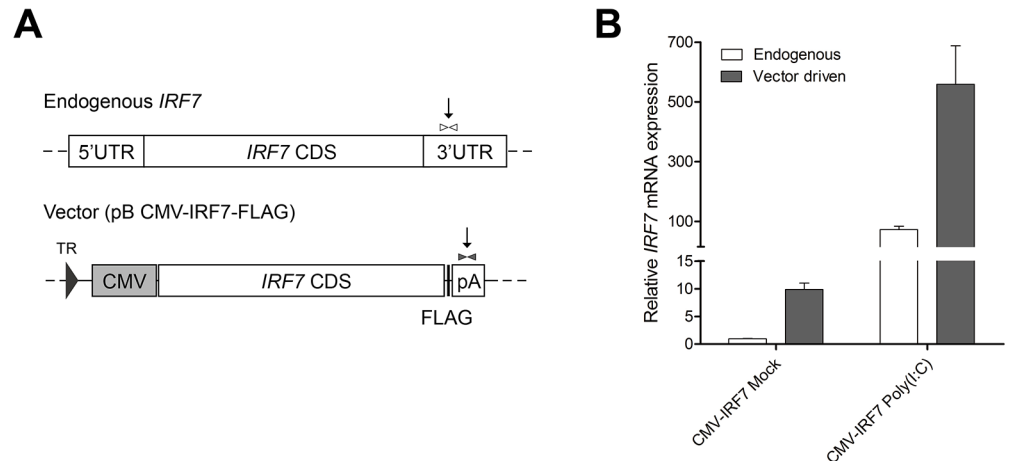 A
Endogenous IRF7
5'UTR IRF7 CDS 3'UTR
Vector (pB CMV-IRF7-FLAG)
TR
CMV IRF7 CDS pA
FLAG
B
Relative IRF7 mRNA expression
700
500
300
100
15
10
5
0
Endogenous
Vector driven
CMV-IRF7 Mock
CMV-IRF7 Poly(I:C)